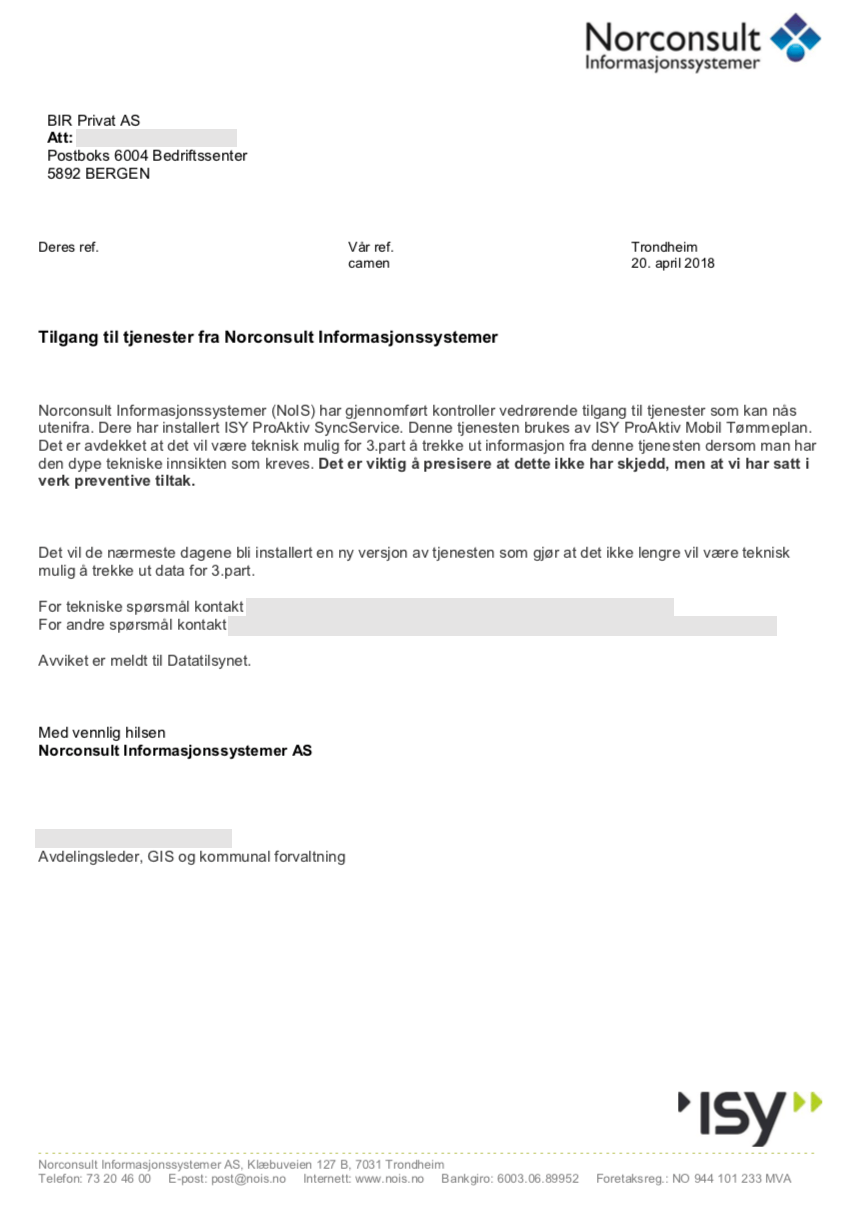 Norconsult
Informasjonssystemer
BIR Privat AS
Att:
Postboks 6004 Bedriftssenter
5892 BERGEN
Deres ref. Vår ref. Trondheim
camen 20. april 2018
Tilgang til tjenester fra Norconsult Informasjonssystemer
Norconsult Informasjonssystemer (NoIS) har gjennomført kontroller vedrørende tilgang til tjenester som kan nås
utenifra. Dere har installert ISY ProAktiv SyncService. Denne tjenesten brukes av ISY ProAktiv Mobil Tømmeplan.
Det er avdekket at det vil være teknisk mulig for 3.part å trekke ut informasjon fra denne tjenesten dersom man har
den dype tekniske innsikten som kreves. Det er viktig å presisere at dette ikke har skjedd, men at vi har satt i
verk preventive tiltak.
Det vil de nærmeste dagene bli installert en ny versjon av tjenesten som gjør at det ikke lengre vil være teknisk
mulig å trekke ut data for 3.part.
For tekniske spørsmål kontakt
For andre spørsmål kontakt
Avviket er meldt til Datatilsynet.
Med vennlig hilsen
Norconsult Informasjonssystemer AS
Avdelingsleder, GIS og kommunal forvaltning
ISY
Norconsult Informasjonssystemer AS, Klæbuveien 127 B, 7031 Trondheim
Telefon: 73 20 46 00 E-post: post@nois.no Internett: www.nois.no Bankgiro: 6003.06.89952 Foretaksreg.: NO 944 101 233 MVA